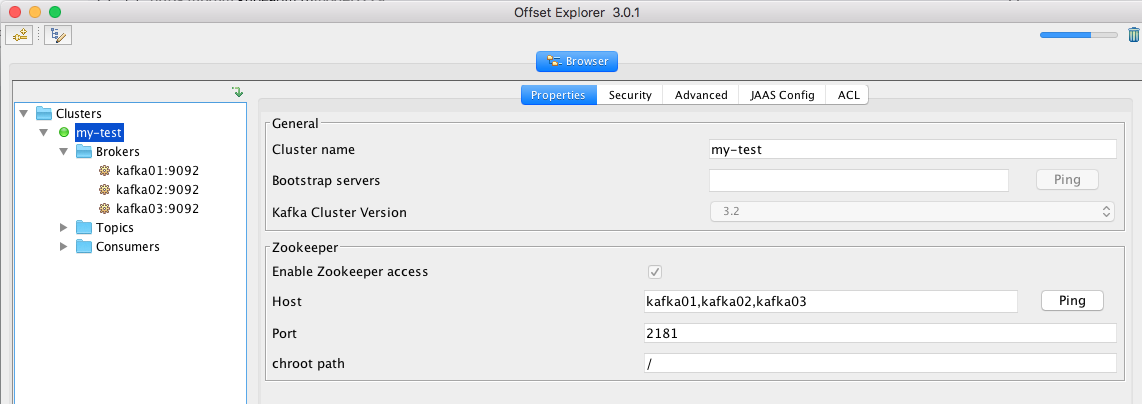 Offset Explorer 3.0.1
Browser
Clusters
my-test
Brokers
kafka01:9092
kafka02:9092
kafka03:9092
Topics
Consumers
Properties Security Advanced JAAS Config ACL
General
Cluster name my-test
Bootstrap servers Ping
Kafka Cluster Version 3.2
Zookeeper
Enable Zookeeper access
Host kafka01,kafka02,kafka03 Ping
Port 2181
chroot path /